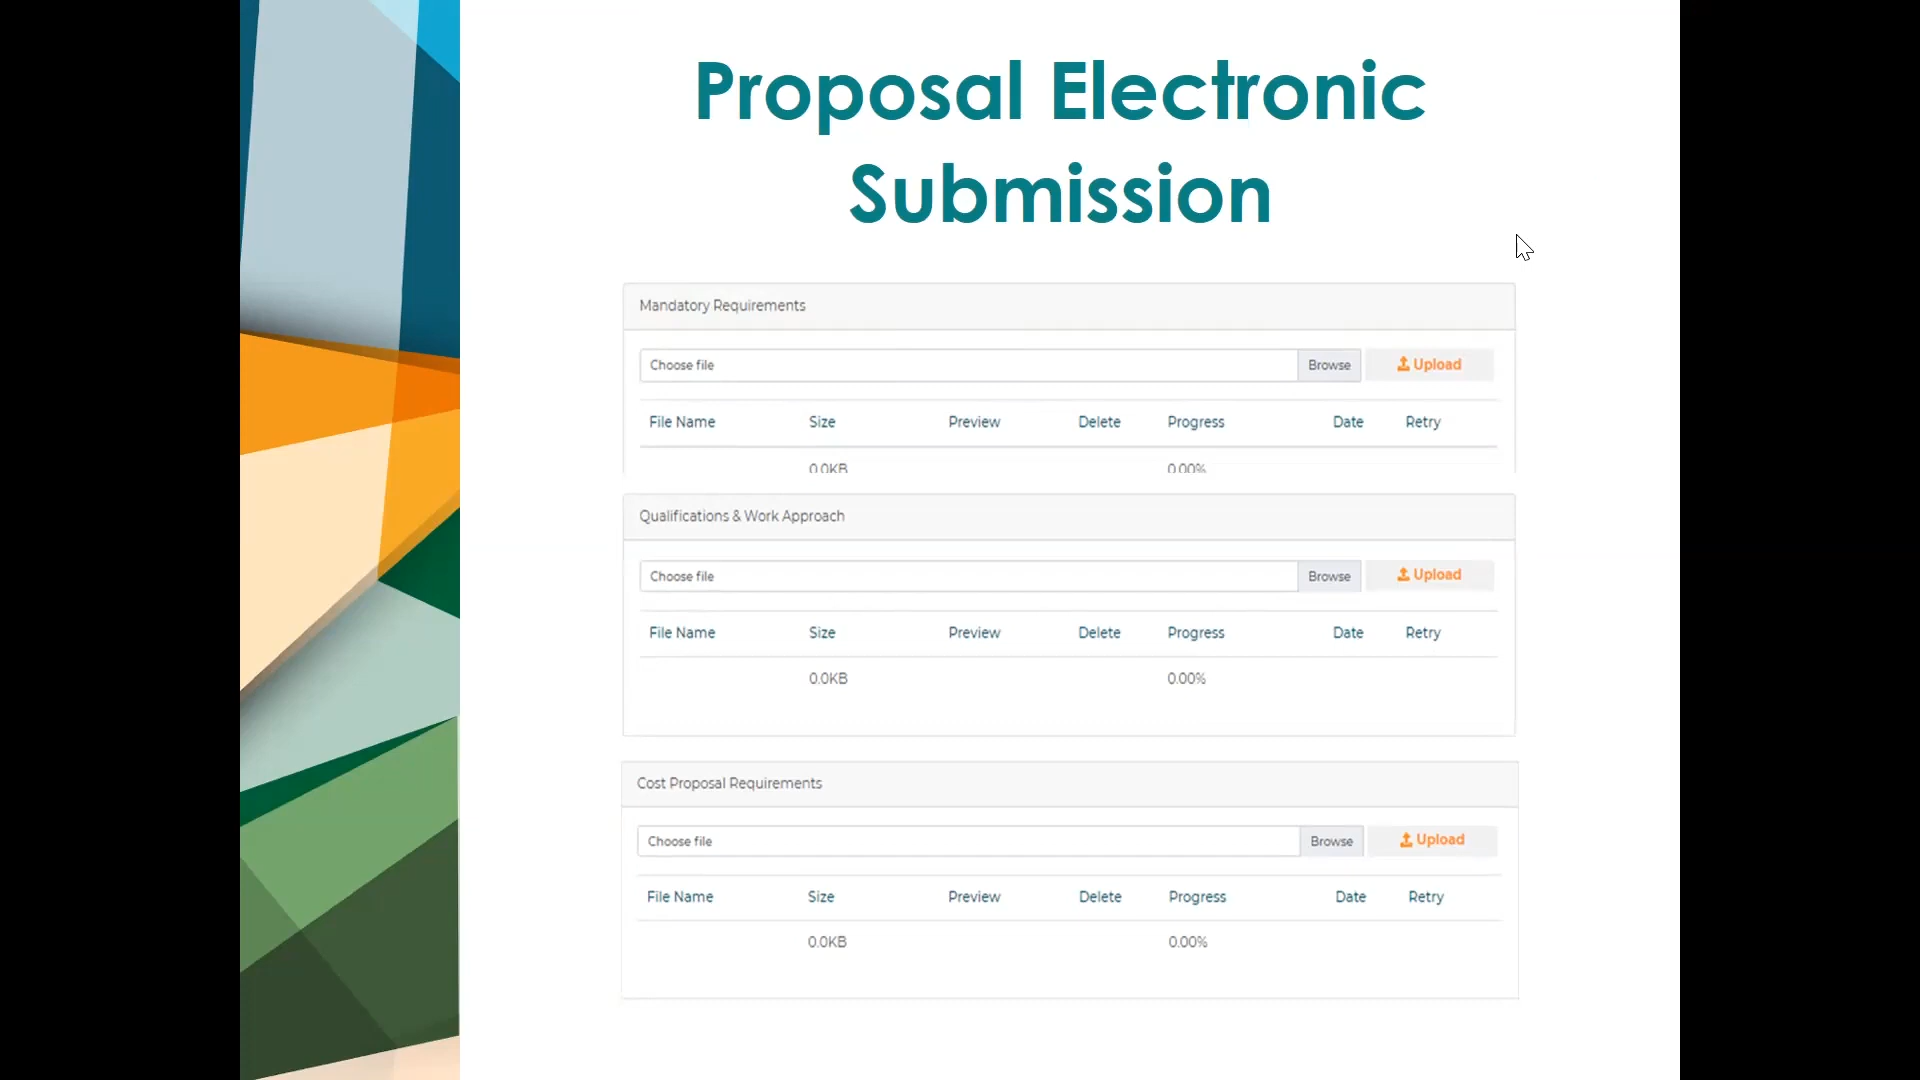 Proposal Electronic
Submission
Mandatory Requirements
Choose file Browse Upload
File Name Size Preview Delete Progress Date Retry
0.0KB 0.00%
Qualifications & Work Approach
Choose file Browse Upload
File Name Size Preview Delete Progress Date Retry
0.0KB 0.00%
Cost Proposal Requirements
Choose file Browse Upload
File Name Size Preview Delete Progress Date Retry
0.0KB 0.00%